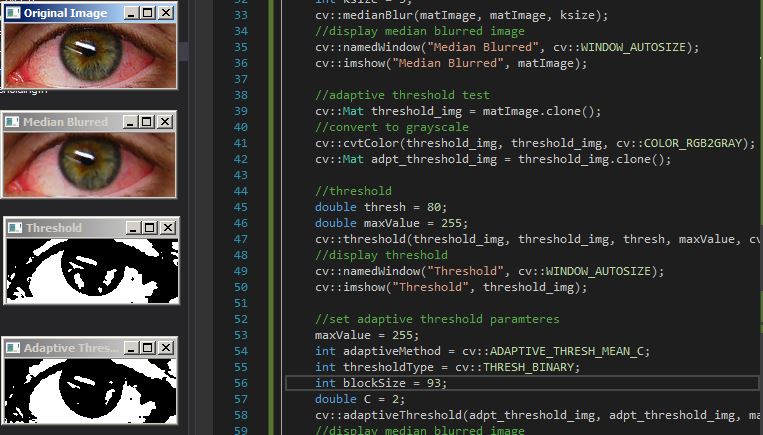 Original Image
Median Blurred
Threshold
Adaptive Thres...
33 cv::medianBlur(matImage, matImage, ksize);
34 //display median blurred image
35 cv::namedWindow("Median Blurred", cv::WINDOW_AUTOSIZE);
36 cv::imshow("Median Blurred", matImage);
37
38 //adaptive threshold test
39 cv::Mat threshold_img = matImage.clone();
40 //convert to grayscale
41 cv::cvtColor(threshold_img, threshold_img, cv::COLOR_RGB2GRAY);
42 cv::Mat adpt_threshold_img = threshold_img.clone();
43
44 //threshold
45 double thresh = 80;
46 double maxValue = 255;
47 cv::threshold(threshold_img, threshold_img, thresh, maxValue, cv
48 //display threshold
49 cv::namedWindow("Threshold", cv::WINDOW_AUTOSIZE);
50 cv::imshow("Threshold", threshold_img);
51
52 //set adaptive threshold paramteres
53 maxValue = 255;
54 int adaptiveMethod = cv::ADAPTIVE_THRESH_MEAN_C;
55 int thresholdType = cv::THRESH_BINARY;
56 int blockSize = 93;
57 double C = 2;
58 cv::adaptiveThreshold(adpt_threshold_img, adpt_threshold_img, ma
59 //display median blurred image